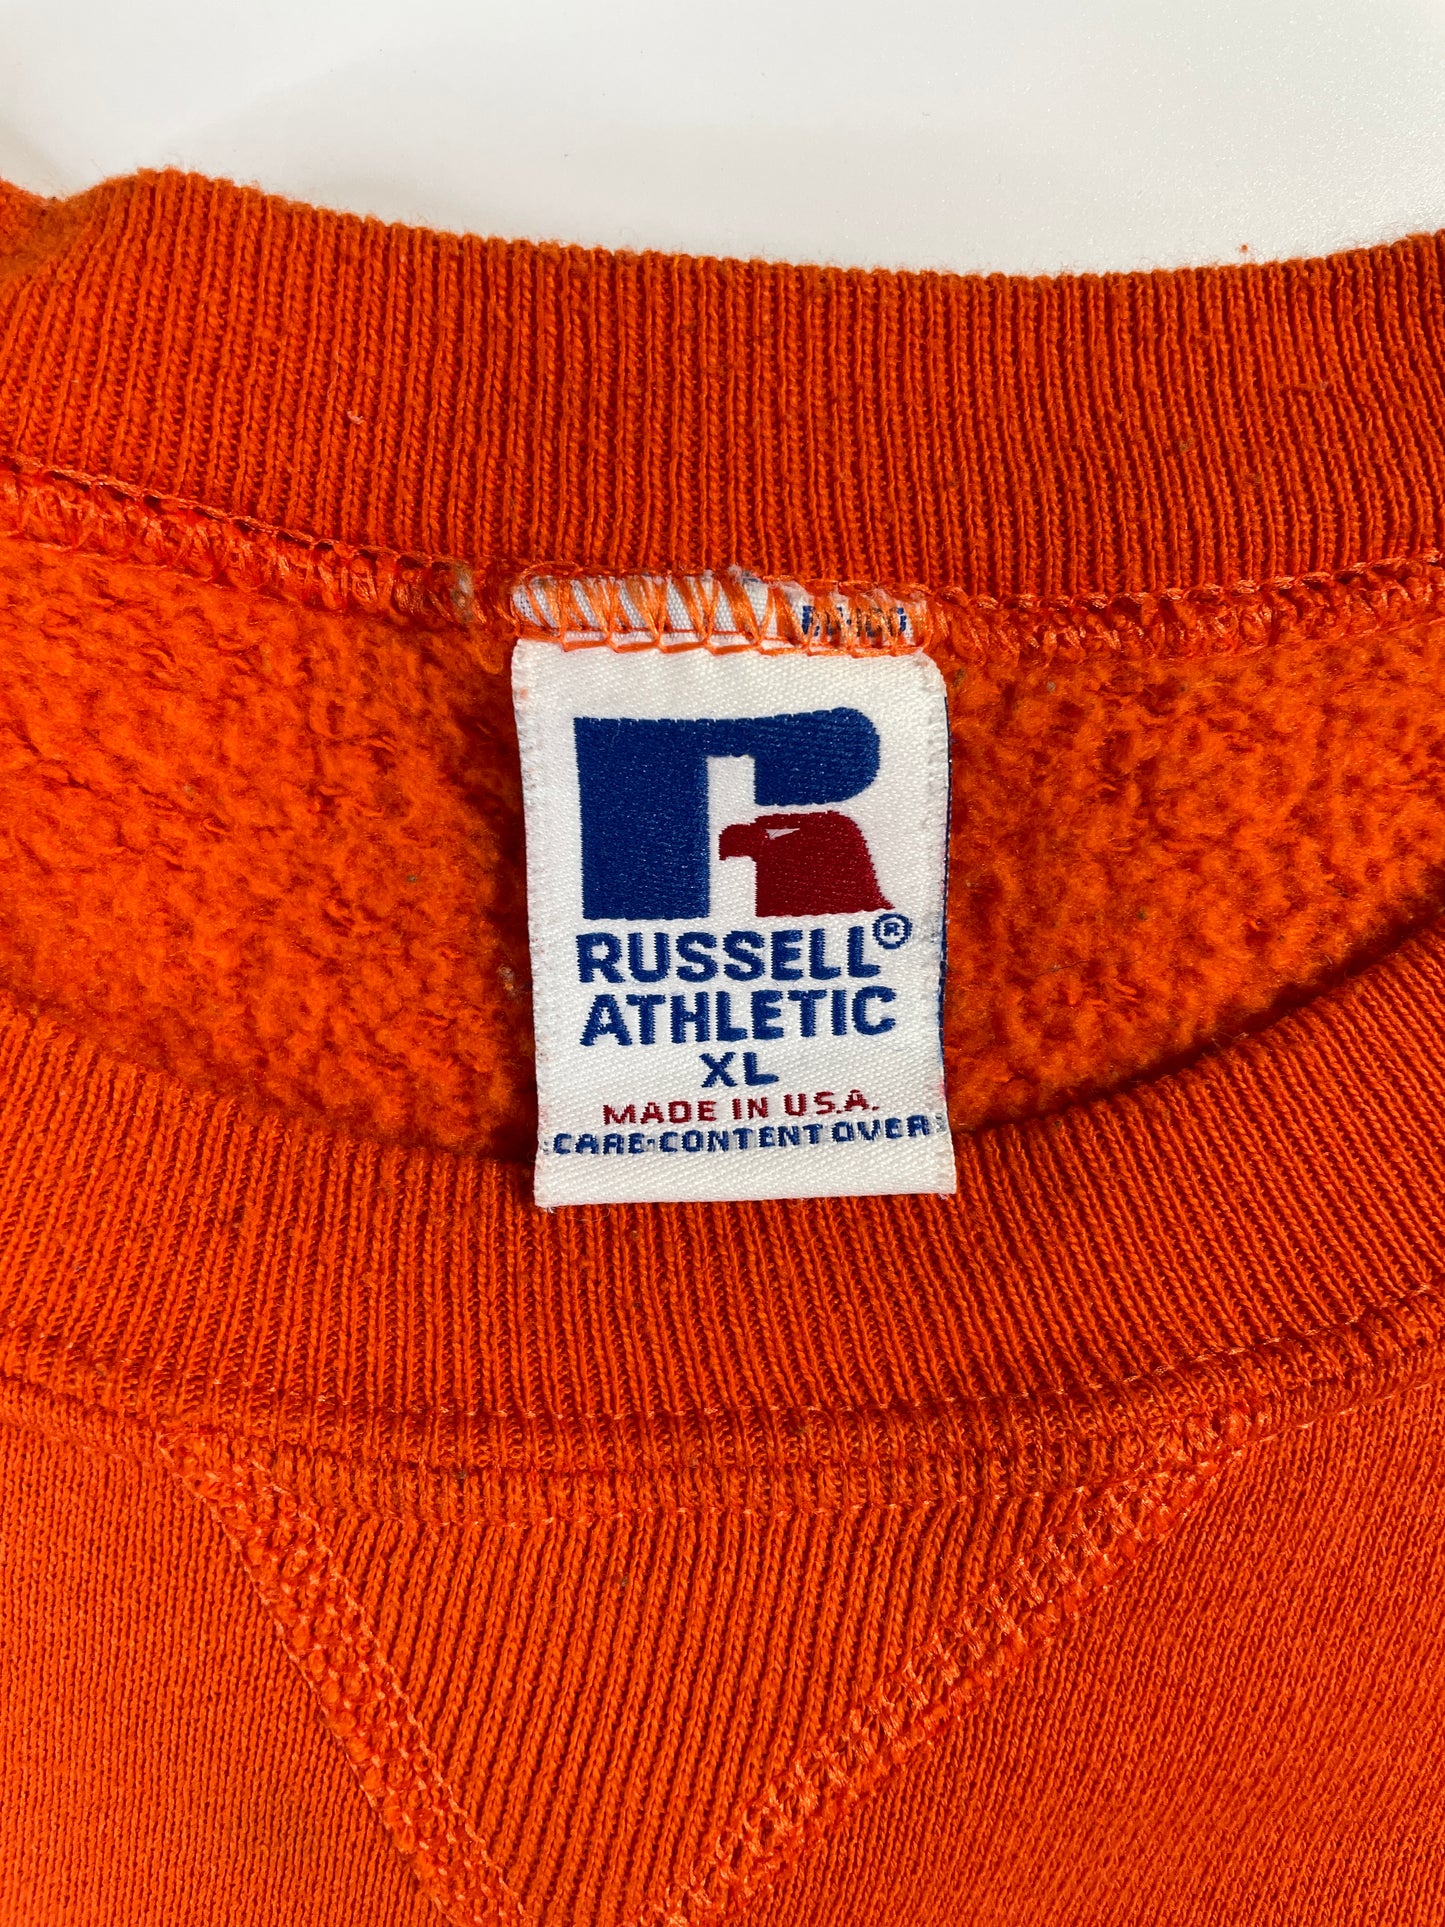 RUSSELL®
ATHLETIC
XL
MADE IN U.S.A.
CARE·CONTENT OVER